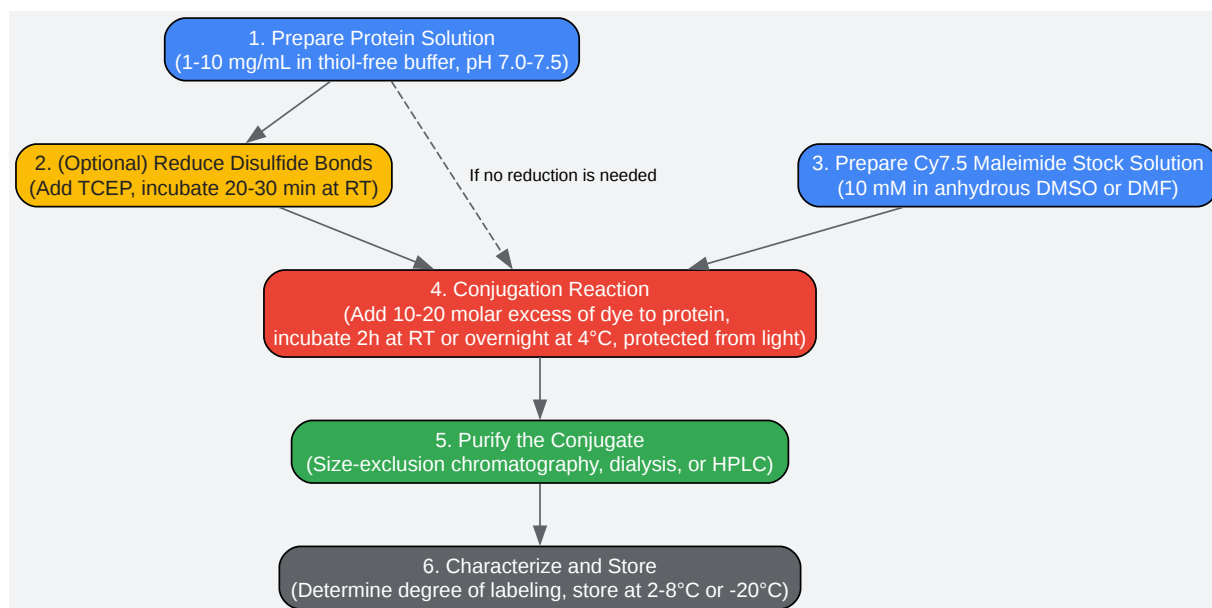 1. Prepare Protein Solution
(1-10 mg/mL in thiol-free buffer, pH 7.0-7.5)
2. (Optional) Reduce Disulfide Bonds
(Add TCEP, incubate 20-30 min at RT)
If no reduction is needed
3. Prepare Cy7.5 Maleimide Stock Solution
(10 mM in anhydrous DMSO or DMF)
4. Conjugation Reaction
(Add 10-20 molar excess of dye to protein,
incubate 2h at RT or overnight at 4°C, protected from light)
5. Purify the Conjugate
(Size-exclusion chromatography, dialysis, or HPLC)
6. Characterize and Store
(Determine degree of labeling, store at 2-8°C or -20°C)